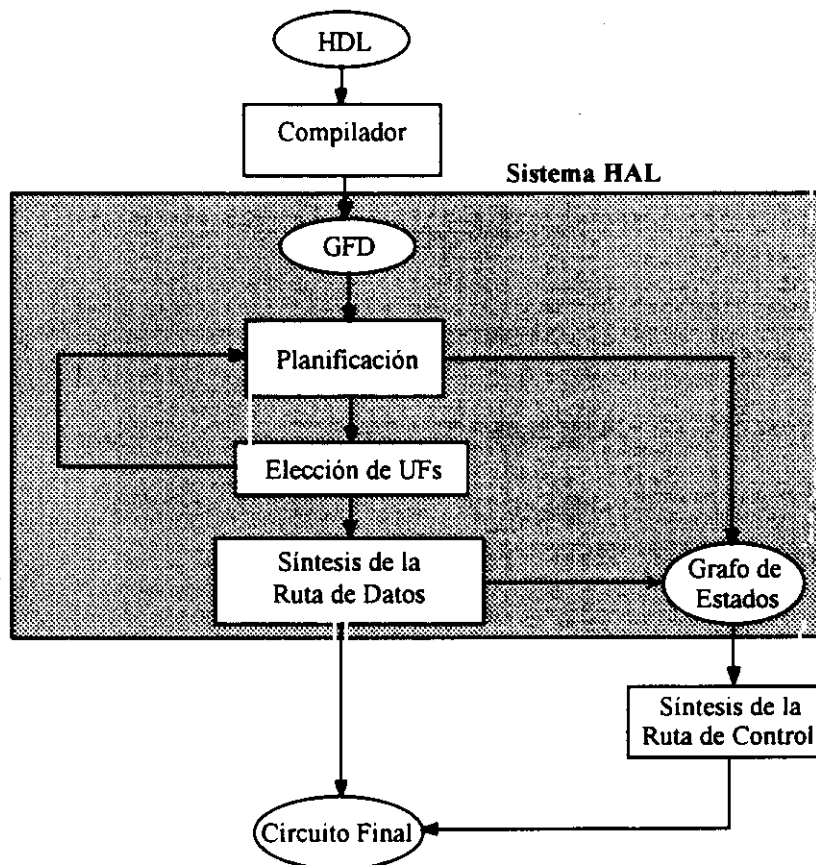 HDL
Compilador
Sistema HAL
GFD
Planificación
Elección de UFs
Síntesis de la
Ruta de Datos
Grafo de
Estados
Síntesis de la
Ruta de Control
Circuito Final